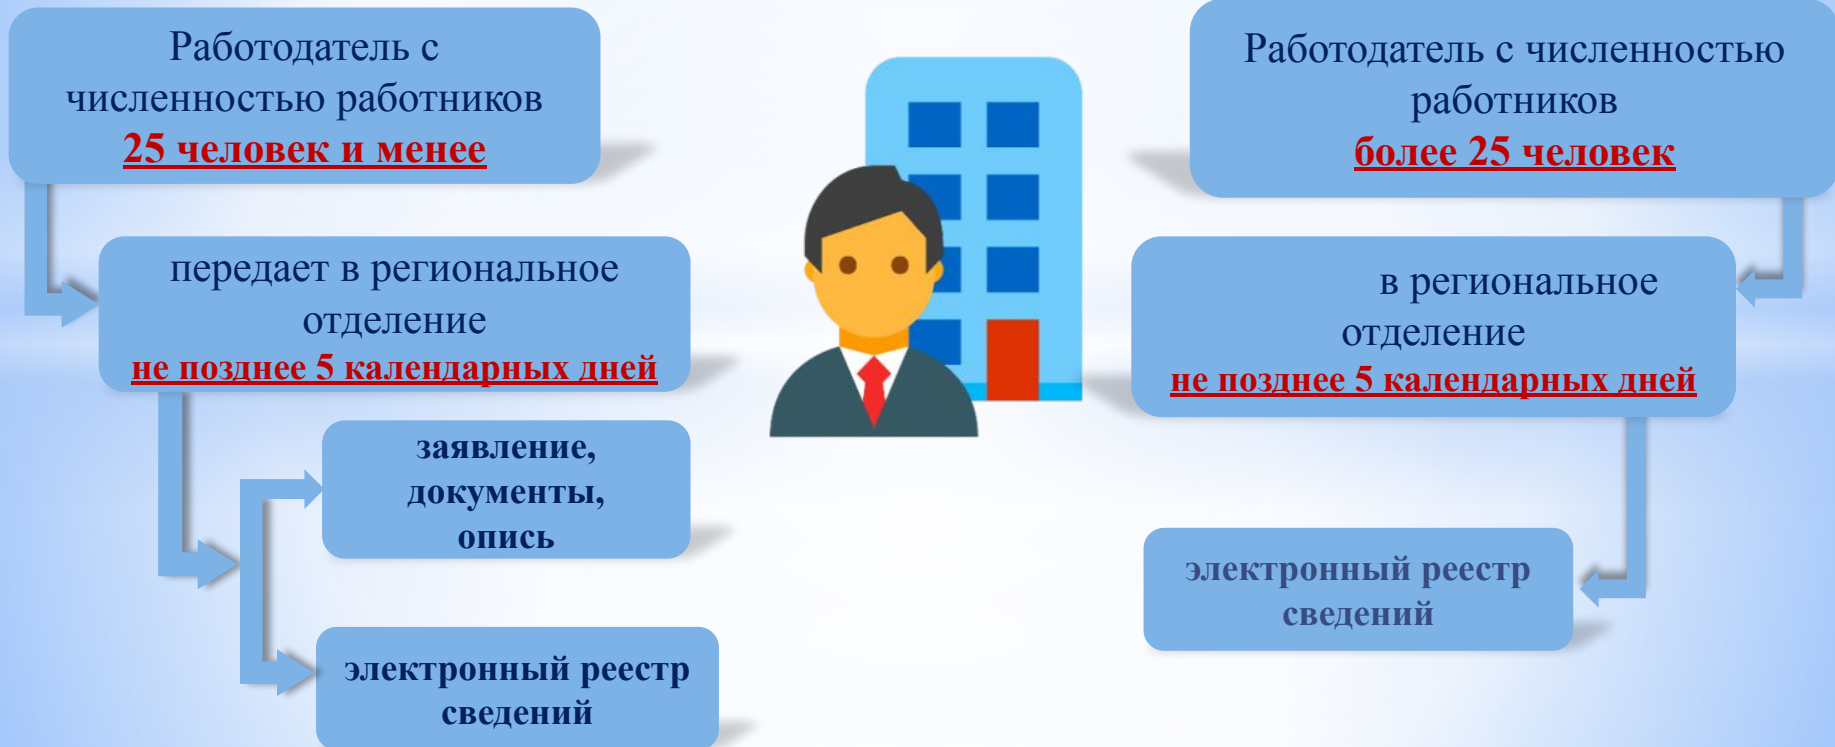 Работодатель с
численностью работников
25 человек и менее
передает в региональное
отделение
не позднее 5 календарных дней
заявление,
документы,
опись
электронный реестр
сведений
Работодатель с численностью
работников
более 25 человек
в региональное
отделение
не позднее 5 календарных дней
электронный реестр
сведений